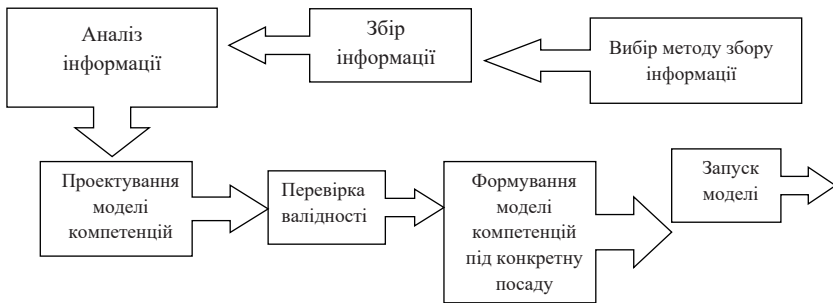 Аналіз
інформації
Збір
інформації
Вибір методу збору
інформації
Проектування
моделі
компетенцій
Перевірка
валідності
Формування
моделі
компетенцій
під конкретну
посаду
Запуск
моделі